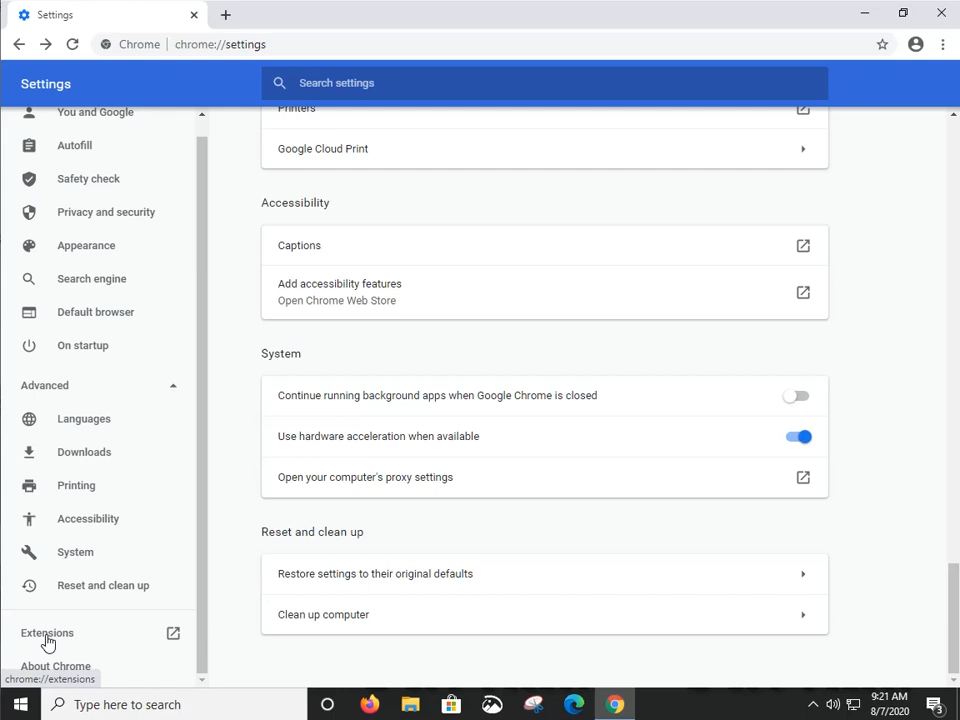 Settings
Chrome | chrome://settings
Settings
Search settings
You and Google
Autofill
Safety check
Privacy and security
Appearance
Search engine
Default browser
On startup
Advanced
Languages
Downloads
Printing
Accessibility
System
Reset and clean up
Extensions
About Chrome
chrome://extensions
Printers
Google Cloud Print
Accessibility
Captions
Add accessibility features
Open Chrome Web Store
System
Continue running background apps when Google Chrome is closed
Use hardware acceleration when available
Open your computer's proxy settings
Reset and clean up
Restore settings to their original defaults
Clean up computer
Type here to search
9:21 AM
8/7/2020
3